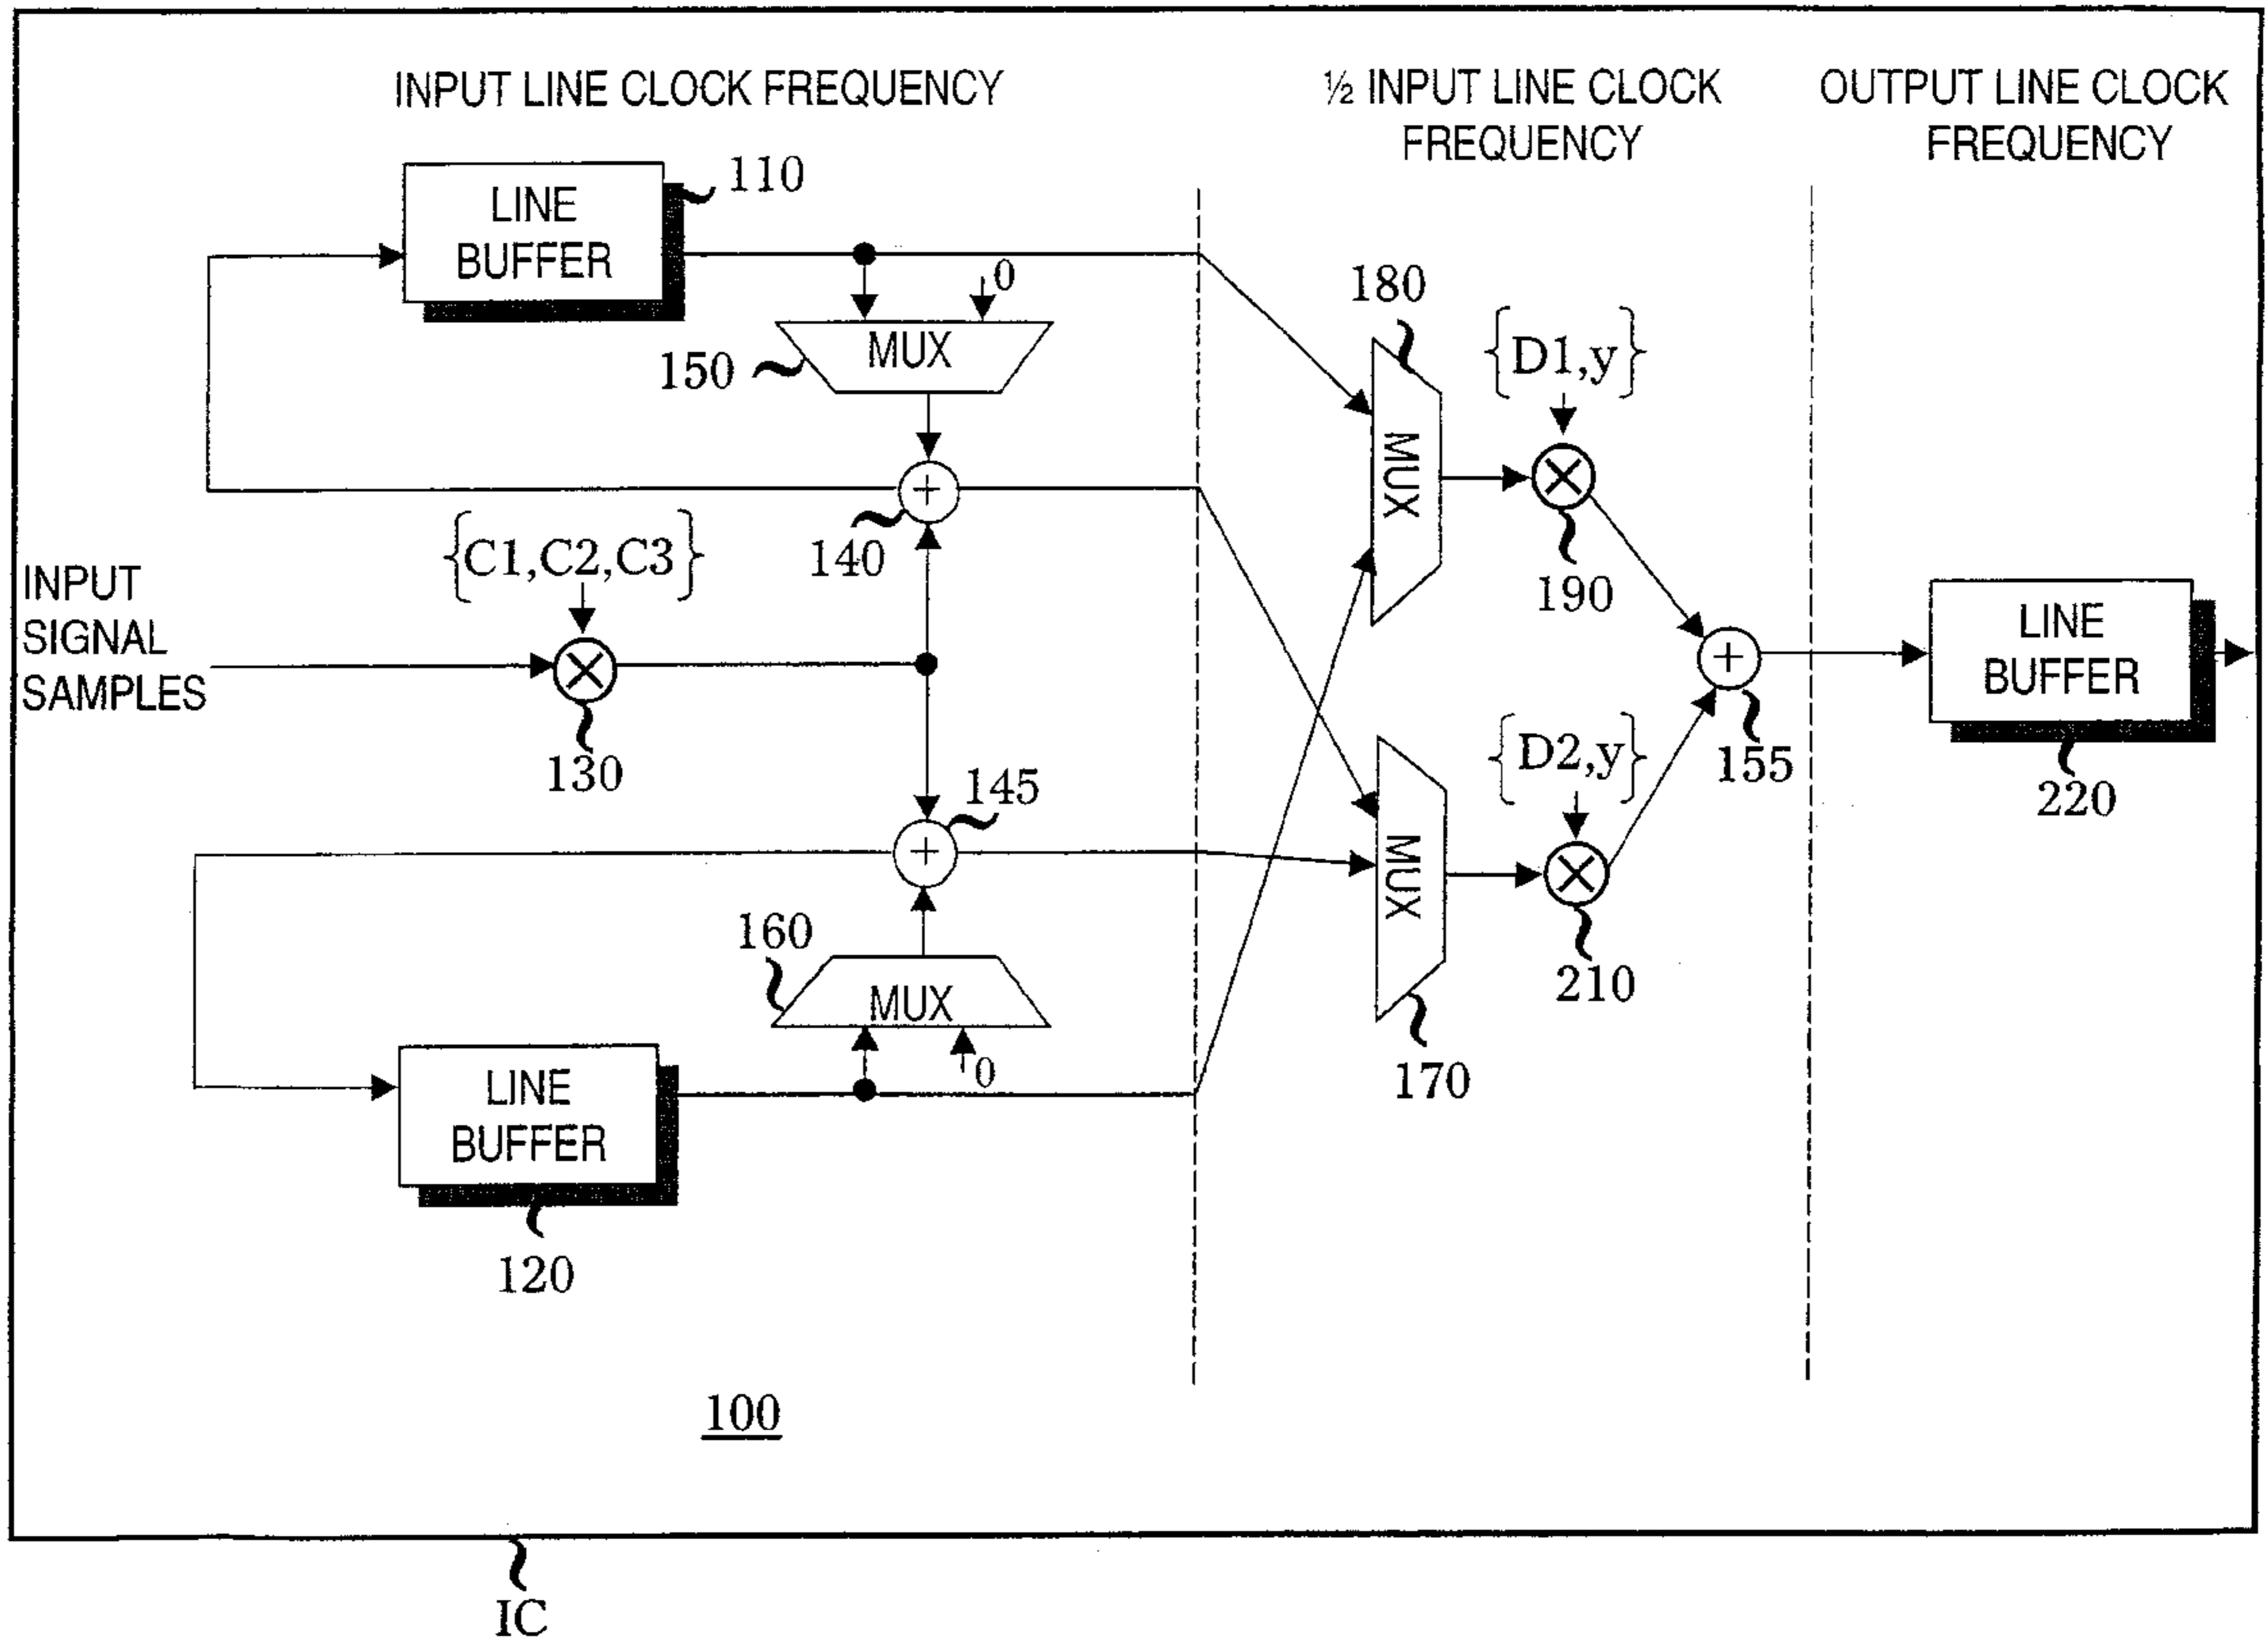 INPUT LINE CLOCK FREQUENCY
½ INPUT LINE CLOCK
FREQUENCY
OUTPUT LINE CLOCK
FREQUENCY
LINE
BUFFER
110
0
MUX
150
180
MUX
{D1,y}
190
140
{C1,C2,C3}
INPUT
SIGNAL
SAMPLES
130
145
155
LINE
BUFFER
220
{D2,y}
MUX
210
170
160
MUX
0
LINE
BUFFER
120
100
IC